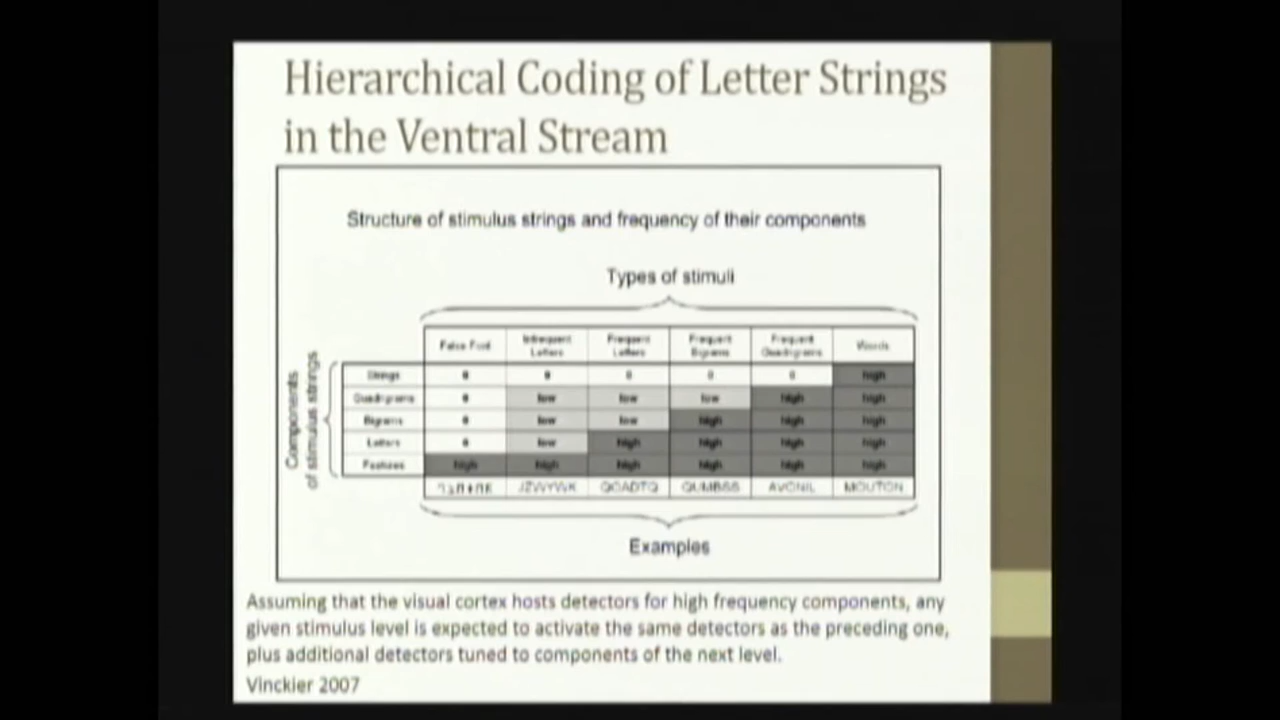 Hierarchical Coding of Letter Strings
in the Ventral Stream
Structure of stimulus strings and frequency of their components
Types of stimuli
Components
of stimulus strings
False Font Infrequent Letters Frequent Letters Frequent Bigrams Frequent Quadrigrams Words
Strings 0 0 0 0 0 high
Quadrigrams 0 low low low high high
Bigrams 0 low low high high high
Letters 0 low high high high high
Features high high high high high high
JZWYWK QOADTQ QUMBSS AVONIL MOUTON
Examples
Assuming that the visual cortex hosts detectors for high frequency components, any
given stimulus level is expected to activate the same detectors as the preceding one,
plus additional detectors tuned to components of the next level.
Vinckier 2007